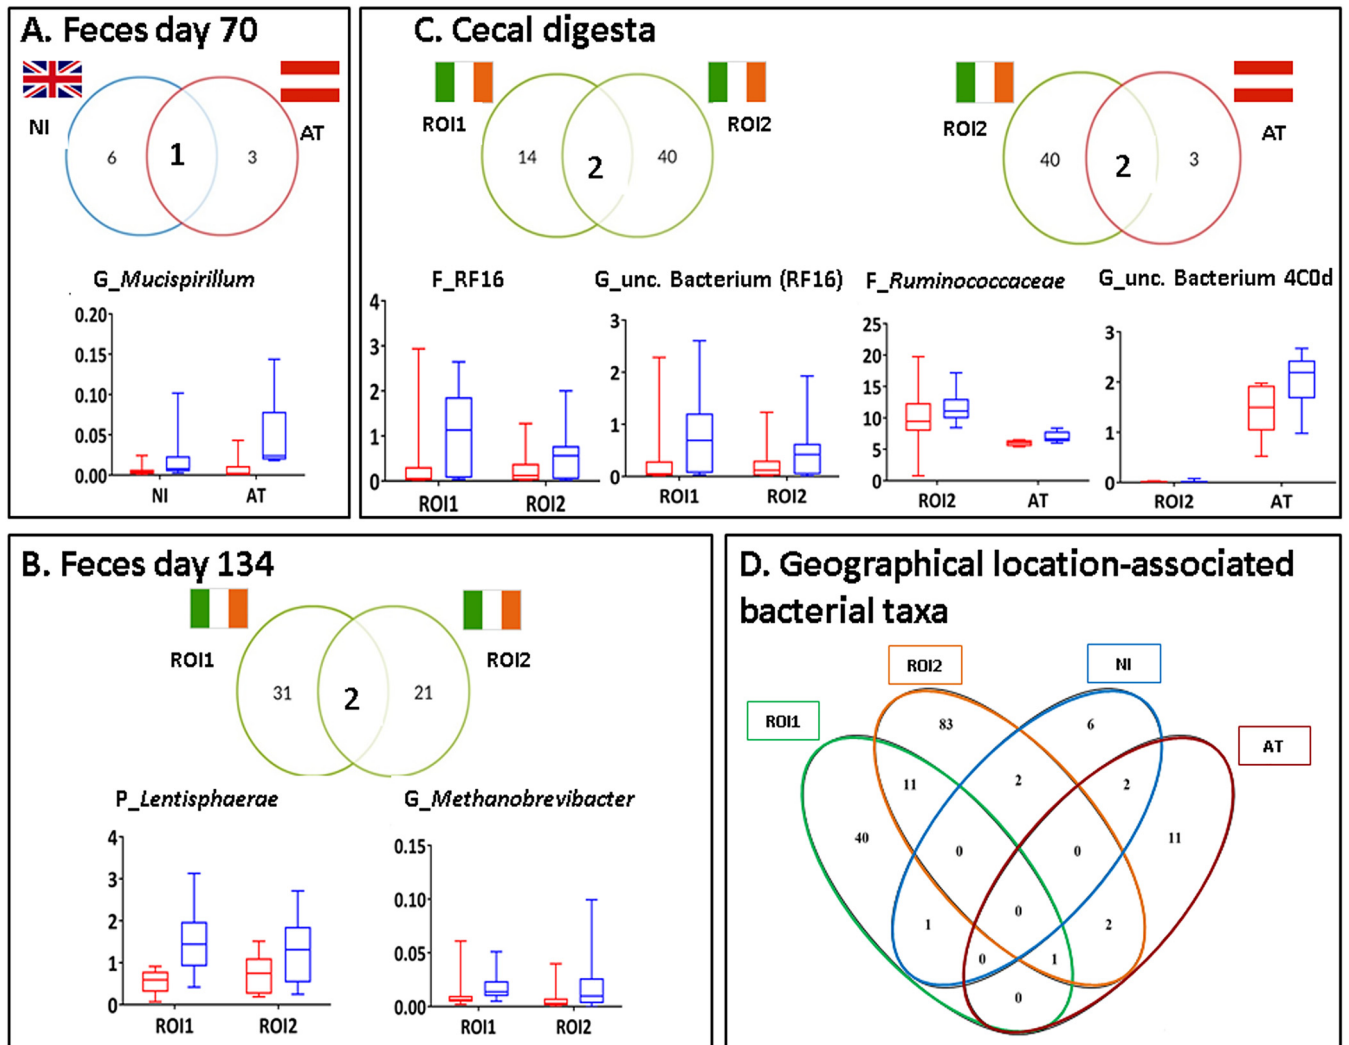 A. Feces day 70
NI
AT
6
1
3
G_Mucispirillum
0.20
0.15
0.10
0.05
0.00
NI
AT
C. Cecal digesta
ROI1
ROI2
14
2
40
ROI2
AT
40
2
3
F_RF16
4
3
2
1
0
ROI1
ROI2
G_unc. Bacterium (RF16)
3
2
1
0
ROI1
ROI2
F_Ruminococcaceae
25
20
15
10
5
0
ROI2
AT
G_unc. Bacterium 4C0d
3
2
1
0
ROI2
AT
B. Feces day 134
ROI1
ROI2
31
2
21
P_Lentisphaerae
4
3
2
1
0
ROI1
ROI2
G_Methanobrevibacter
0.15
0.10
0.05
0.00
ROI1
ROI2
D. Geographical location-associated
bacterial taxa
ROI2
NI
ROI1
AT
83
6
11
2
2
40
0
0
11
1
0
2
0
1
0